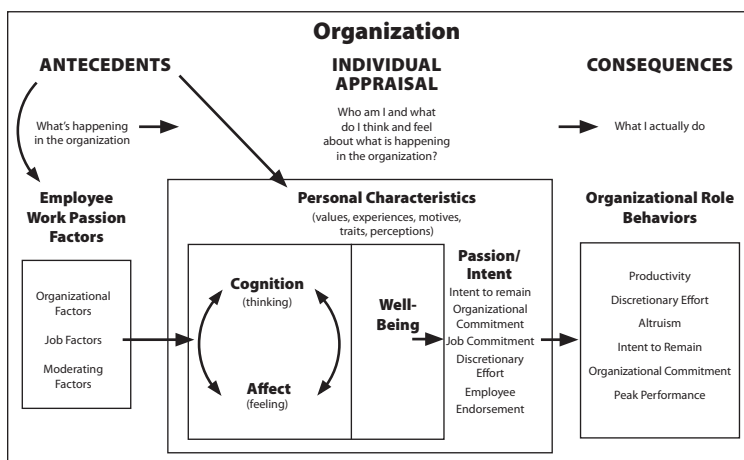 Organization
ANTECEDENTS
INDIVIDUAL
APPRAISAL
CONSEQUENCES
What's happening
in the organization
Who am I and what
do I think and feel
about what is happening
in the organization?
What I actually do
Employee
Work Passion
Factors
Organizational
Factors
Job Factors
Moderating
Factors
Personal Characteristics
(values, experiences, motives,
traits, perceptions)
Cognition
(thinking)
Affect
(feeling)
Well-
Being
Passion/
Intent
Intent to remain
Organizational
Commitment
Job Commitment
Discretionary
Effort
Employee
Endorsement
Organizational Role
Behaviors
Productivity
Discretionary Effort
Altruism
Intent to Remain
Organizational Commitment
Peak Performance